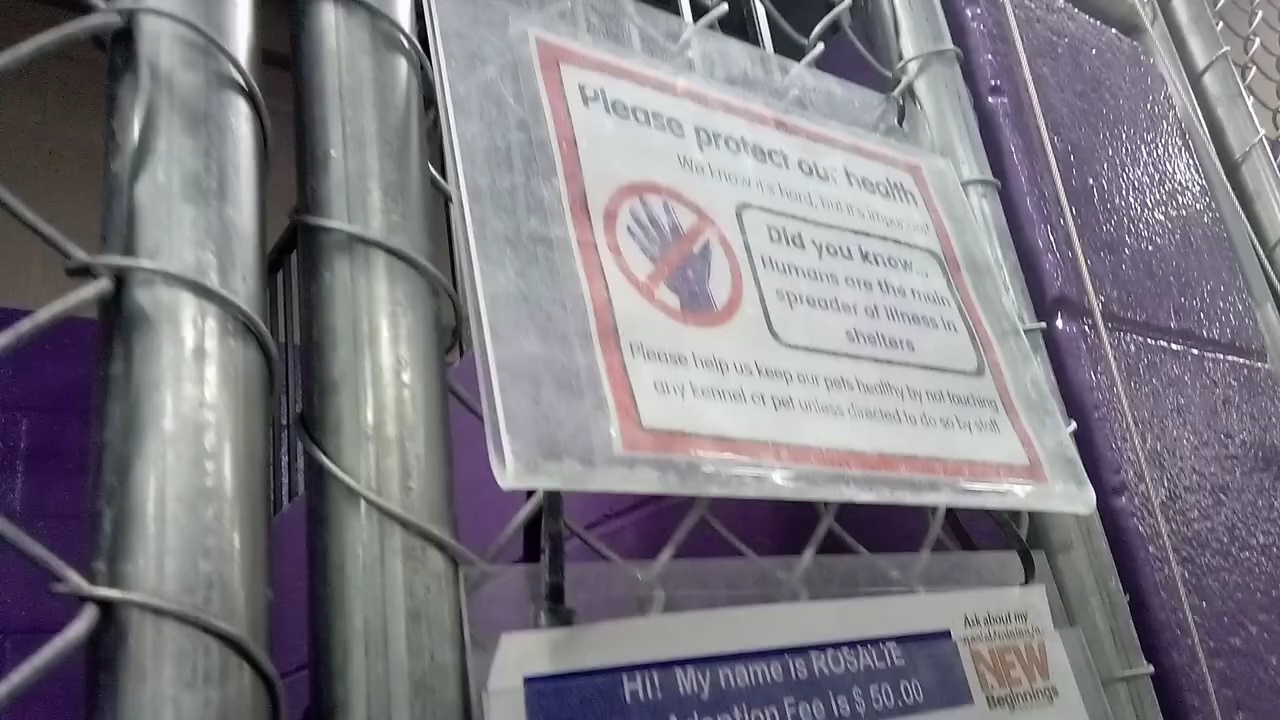 Please protect our health
We know it's hard, but it's important
Did you know...
Humans are the main
spreader of illness in
shelters
Please help us keep our pets healthy by not touching
any kennel or pet unless directed to do so by staff
Ask about my
NEW
Beginnings
Hi! My name is ROSALIE
Adoption Fee is $ 50.00